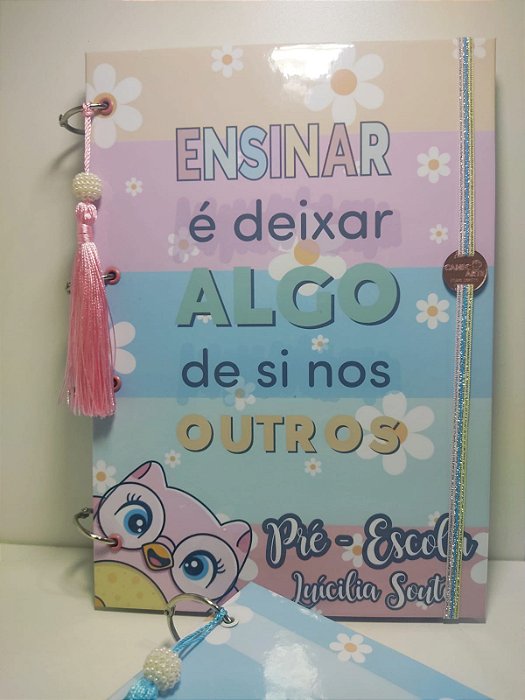 ENSINAR
é deixar
ALGO
de si nos
OUTROS
Pré - Escola